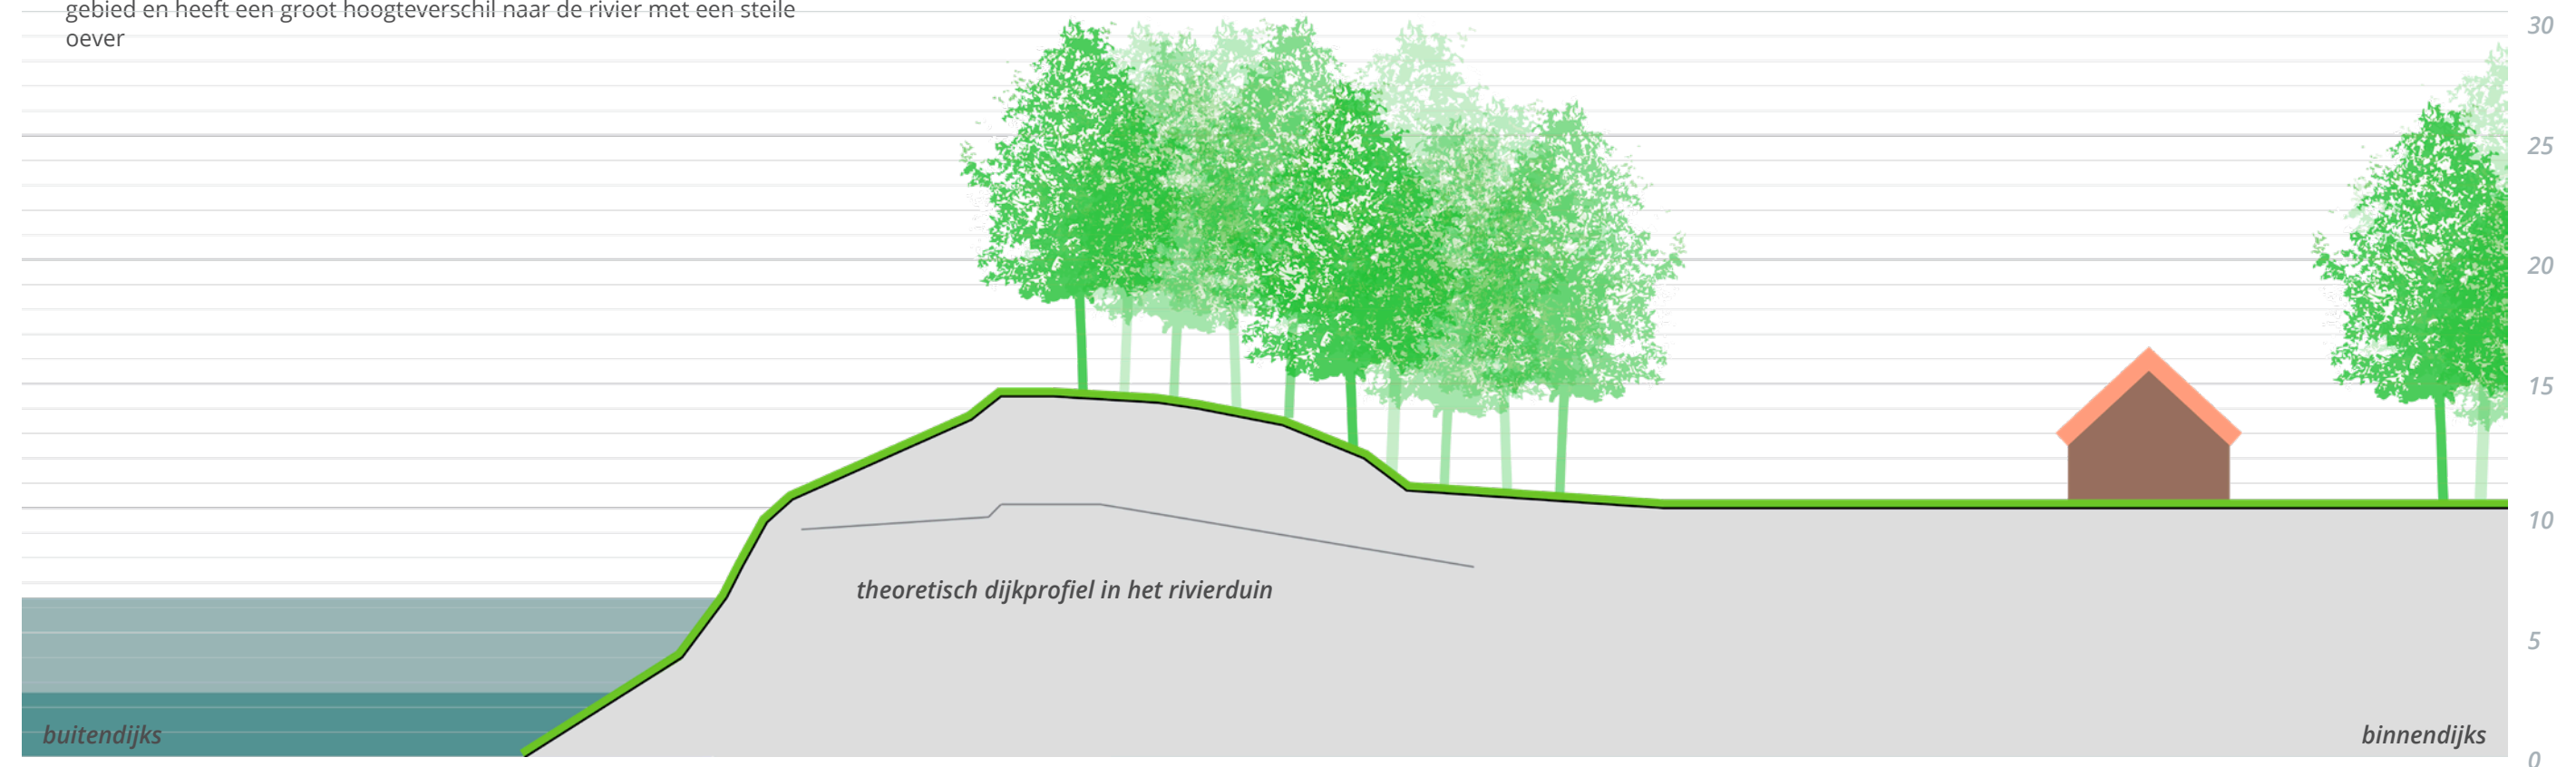 gebied en heeft een groot hoogteverschil naar de rivier met een steile
oever
30
25
20
15
10
theoretisch dijkprofiel in het rivierduin
5
buitendijks
binnendijks
0